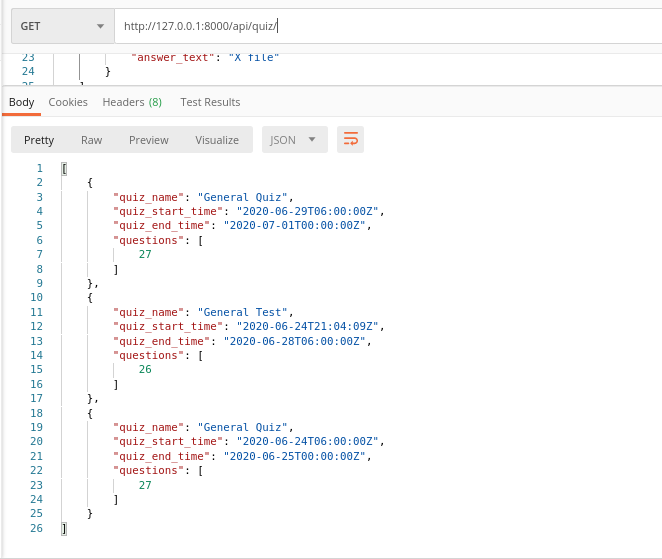 GET http://127.0.0.1:8000/api/quiz/
23 "answer_text": "X file"
24 }
25 ]
Body Cookies Headers (8) Test Results
Pretty Raw Preview Visualize JSON
1 [
2 {
3 "quiz_name": "General Quiz",
4 "quiz_start_time": "2020-06-29T06:00:00Z",
5 "quiz_end_time": "2020-07-01T00:00:00Z",
6 "questions": [
7 27
8 ]
9 },
10 {
11 "quiz_name": "General Test",
12 "quiz_start_time": "2020-06-24T21:04:09Z",
13 "quiz_end_time": "2020-06-28T06:00:00Z",
14 "questions": [
15 26
16 ]
17 },
18 {
19 "quiz_name": "General Quiz",
20 "quiz_start_time": "2020-06-24T06:00:00Z",
21 "quiz_end_time": "2020-06-25T00:00:00Z",
22 "questions": [
23 27
24 ]
25 }
26 ]